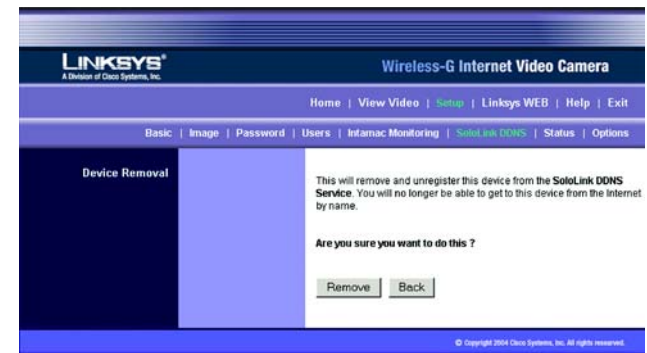 LINKSYS®
A Division of Cisco Systems, Inc.
Wireless-G Internet Video Camera
Home | View Video | Setup | Linksys WEB | Help | Exit
Basic | Image | Password | Users | Intamac Monitoring | SoloLink DDNS | Status | Options
Device Removal
This will remove and unregister this device from the SoloLink DDNS
Service. You will no longer be able to get to this device from the Internet
by name.
Are you sure you want to do this ?
Remove Back
© Copyright 2004 Cisco Systems, Inc. All rights reserved.